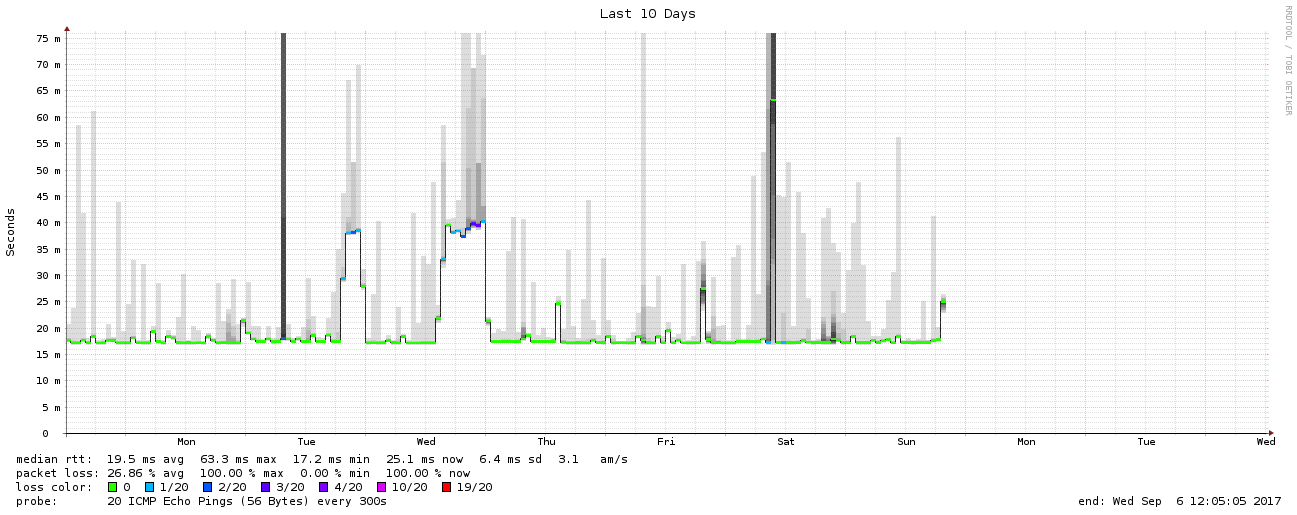 Last 10 Days
RRDTOOL / TOBI OETIKER
Seconds
75 m
70 m
65 m
60 m
55 m
50 m
45 m
40 m
35 m
30 m
25 m
20 m
15 m
10 m
5 m
0
Mon Tue Wed Thu Fri Sat Sun Mon Tue Wed
median rtt: 19.5 ms avg 63.3 ms max 17.2 ms min 25.1 ms now 6.4 ms sd 3.1 am/s
packet loss: 26.86 % avg 100.00 % max 0.00 % min 100.00 % now
loss color: 0 1/20 2/20 3/20 4/20 10/20 19/20
probe: 20 ICMP Echo Pings (56 Bytes) every 300s end: Wed Sep 6 12:05:05 2017